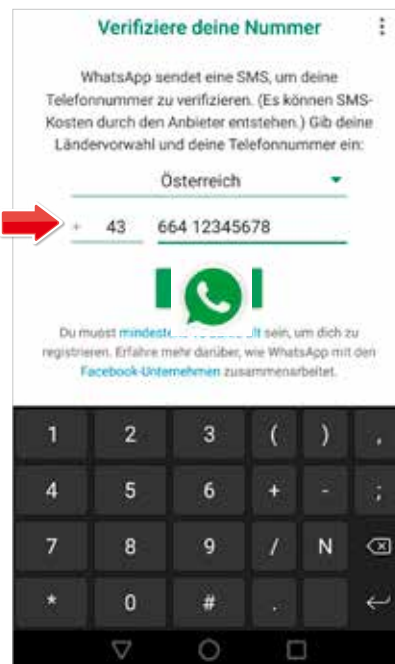 Verifiziere deine Nummer
WhatsApp sendet eine SMS, um deine
Telefonnummer zu verifizieren. (Es können SMS-
Kosten durch den Anbieter entstehen.) Gib deine
Ländervorwahl und deine Telefonnummer ein:
Österreich
+ 43 664 12345678
Du musst mindestens alt sein, um dich zu
registrieren. Erfahre mehr darüber, wie WhatsApp mit den
Facebook-Unternehmen zusammenarbeitet.
1 2 3 ( ) ,
4 5 6 + - ;
7 8 9 / N
* 0 # .